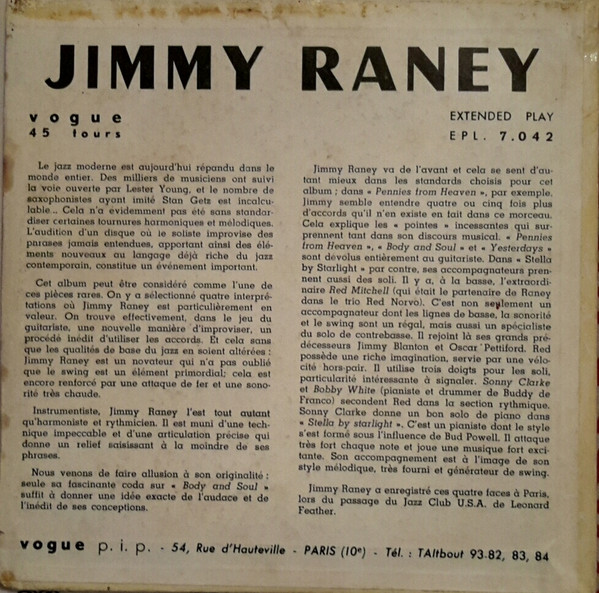 JIMMY RANEY
vogue
45 tours
EXTENDED PLAY
EPL. 7.042
Le jazz moderne est aujourd'hui répandu dans le
monde entier. Des milliers de musiciens ont suivi
la voie ouverte par Lester Young, et le nombre de
saxophonistes ayant imité Stan Getz est incalcu-
lable... Cela n'a évidemment pas été sans standar-
diser certaines tournures harmoniques et mélodiques.
L'audition d'un disque où le soliste improvise des
phrases jamais entendues, apportant ainsi des élé-
ments nouveaux au langage déjà riche du jazz
contemporain, constitue un événement important.
Cet album peut être considéré comme l'une de
ces pièces rares. On y a sélectionné quatre interpré-
tations où Jimmy Raney est particulièrement en
valeur. On trouve effectivement, dans le jeu du
guitariste, une nouvelle manière d'improviser, un
procédé inédit d'utiliser les accords. Et cela sans
que les qualités de base du jazz en soient altérées :
Jimmy Raney est un novateur qui n'a pas oublié
que le swing est un élément primordial; cela est
encore renforcé par une attaque de fer et une sono-
rité très chaude.
Instrumentiste, Jimmy Raney l'est tout autant
qu'harmoniste et rythmicien. Il est muni d'une tech-
nique impeccable et d'une articulation précise qui
donne un relief saisissant à la moindre de ses
phrases.
Nous venons de faire allusion à son originalité :
seule sa fascinante coda sur « Body and Soul »
suffit à donner une idée exacte de l'audace et de
l'inédit de ses conceptions.
Jimmy Raney va de l'avant et cela se sent d'au-
tant mieux dans les standards choisis pour cet
album ; dans « Pennies from Heaven », par exemple,
Jimmy semble entendre quatre ou cinq fois plus
d'accords qu'il n'en existe en fait dans ce morceau.
Cela explique les « pointes » incessantes qui sur-
prennent tant dans son discours musical. « Pennies
from Heaven », « Body and Soul » et « Yesterdays »
sont dévolus entièrement au guitariste. Dans « Stella
by Starlight » par contre, ses accompagnateurs pren-
nent aussi des soli. Il y a, à la basse, l'extraordi-
naire Red Mitchell (qui était le partenaire de Raney
dans le trio Red Norvo). C'est non seulement un
accompagnateur dont les lignes de basse, la sonorité
et le swing sont un régal, mais aussi un spécialiste
du solo de contrebasse. Il rejoint là ses grands pré-
décesseurs Jimmy Blanton et Oscar Pettiford. Red
possède une riche imagination, servie par une vélo-
cité hors-pair. Il utilise trois doigts pour les soli,
particularité intéressante à signaler. Sonny Clarke
et Bobby White (pianiste et drummer de Buddy de
Franco) secondent Red dans la section rythmique.
Sonny Clarke donne un bon solo de piano dans
« Stella by starlight ». C'est un pianiste dont le style
s'est formé sous l'influence de Bud Powell. Il attaque
très fort chaque note et joue une musique fort exci-
tante. Son accompagnement est à l'image de son
style mélodique, très fourni et générateur de swing.
Jimmy Raney a enregistré ces quatre faces à Paris,
lors du passage du Jazz Club U.S.A. de Leonard
Feather.
vogue p. i. p. - 54, Rue d'Hauteville - PARIS (10e) - Tél. : TAItbout 93-82, 83, 84